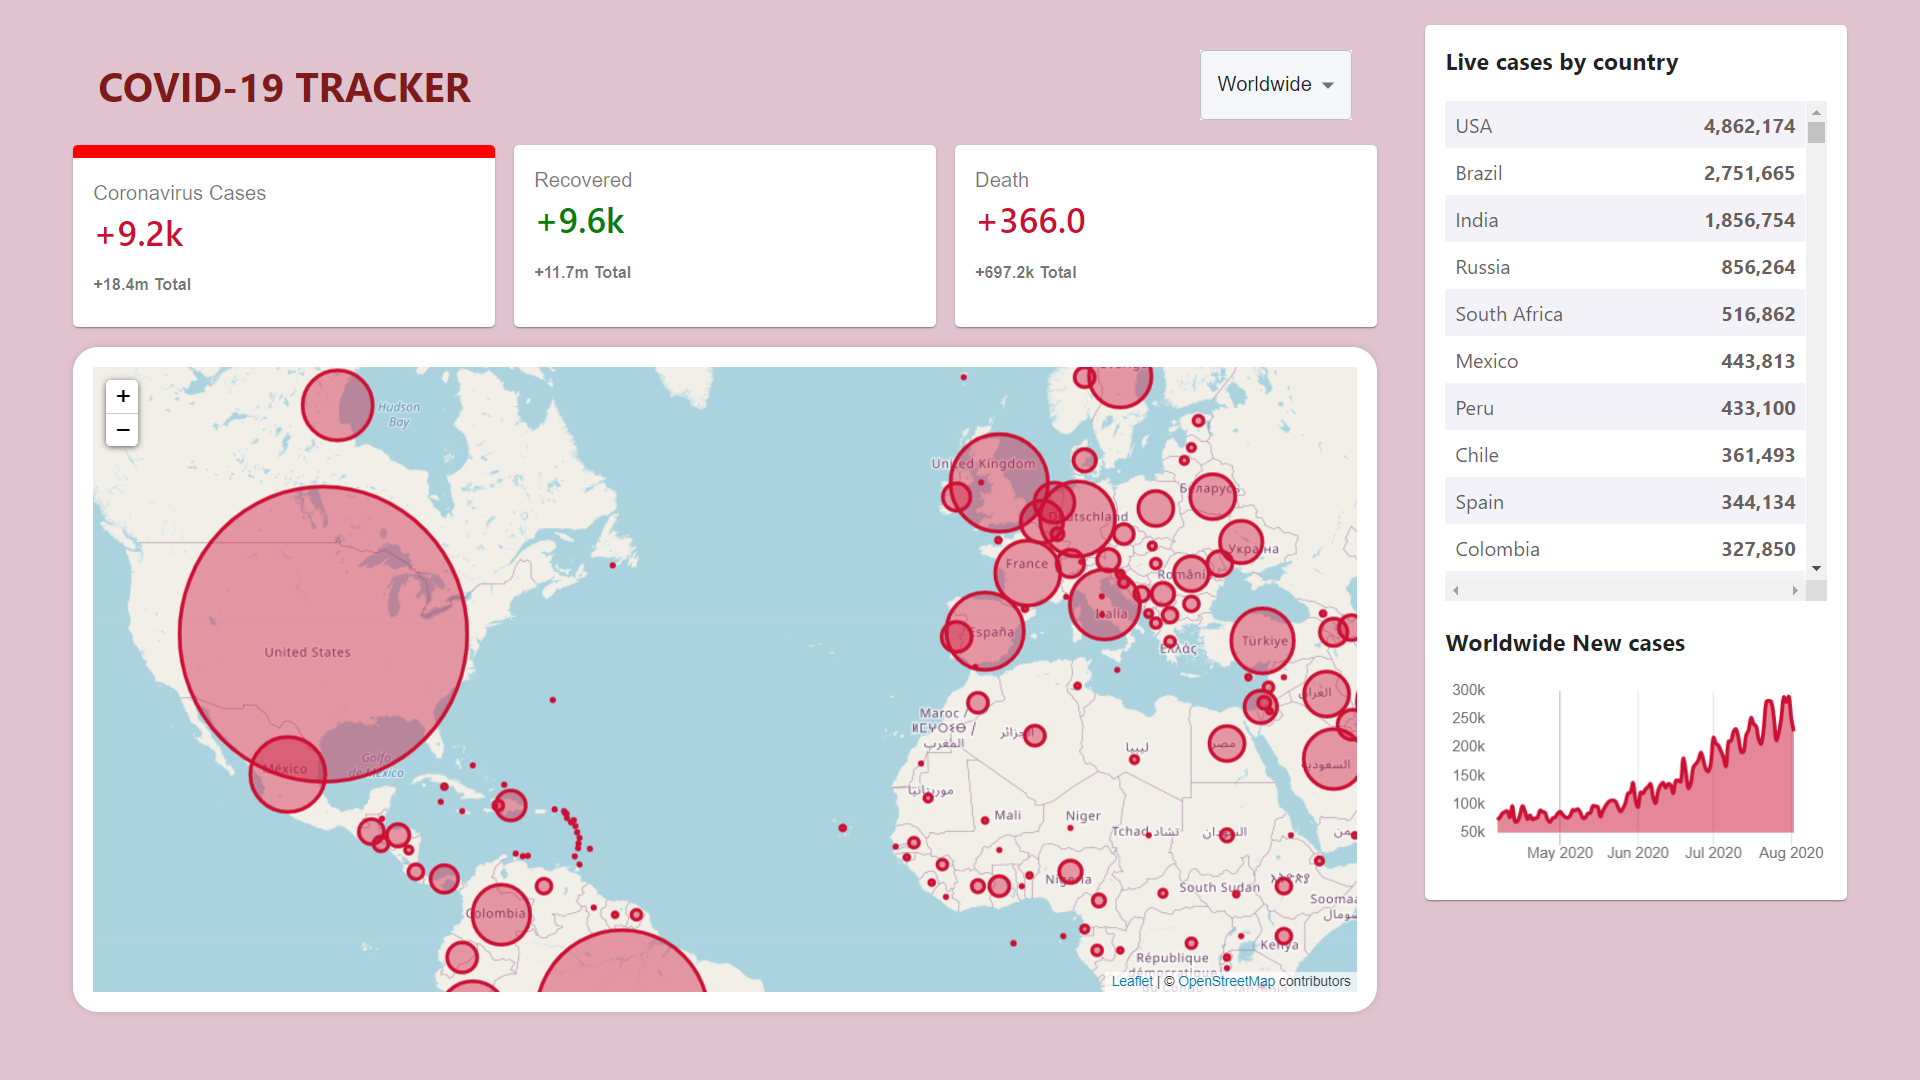 COVID-19 TRACKER
Worldwide
Coronavirus Cases
+9.2k
+18.4m Total
Recovered
+9.6k
+11.7m Total
Death
+366.0
+697.2k Total
+
−
Hudson
Bay
United Kingdom
Беларусь
Deutschland
Україна
France
România
Italia
España
Ελλάς
Türkiye
العراق
United States
Maroc /
ⵍⵎⵖⵔⵉⴱ /
المغرب
الجزائر
ليبيا
مصر
السعودية
México
Golfo
de México
موريتانيا
Mali
Niger
Tchad تشاد
السودان
Nigeria
South Sudan
Colombia
Kenya
République
démocratique
Leaflet | © OpenStreetMap contributors
Live cases by country
USA 4,862,174
Brazil 2,751,665
India 1,856,754
Russia 856,264
South Africa 516,862
Mexico 443,813
Peru 433,100
Chile 361,493
Spain 344,134
Colombia 327,850
Worldwide New cases
300k
250k
200k
150k
100k
50k
May 2020 Jun 2020 Jul 2020 Aug 2020